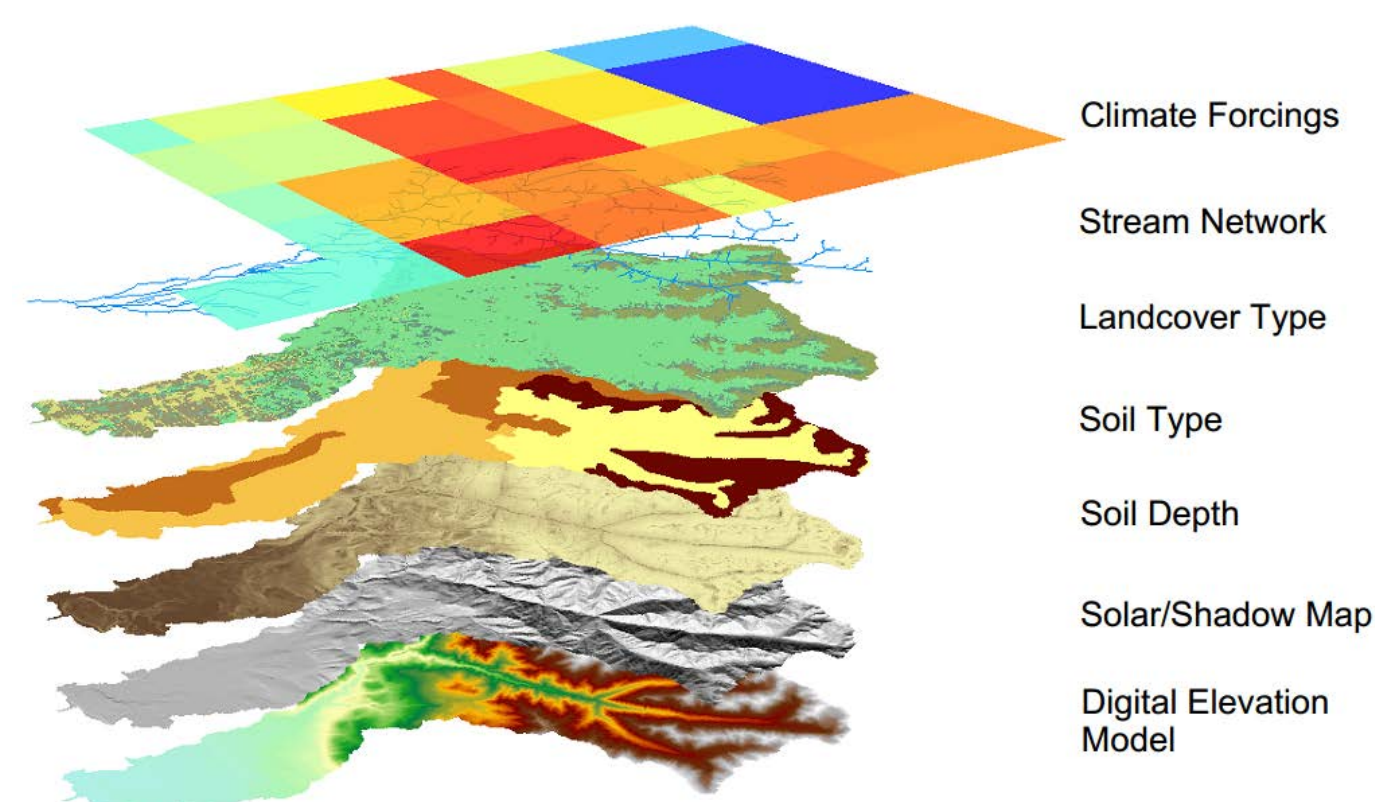 Climate Forcings
Stream Network
Landcover Type
Soil Type
Soil Depth
Solar/Shadow Map
Digital Elevation
Model